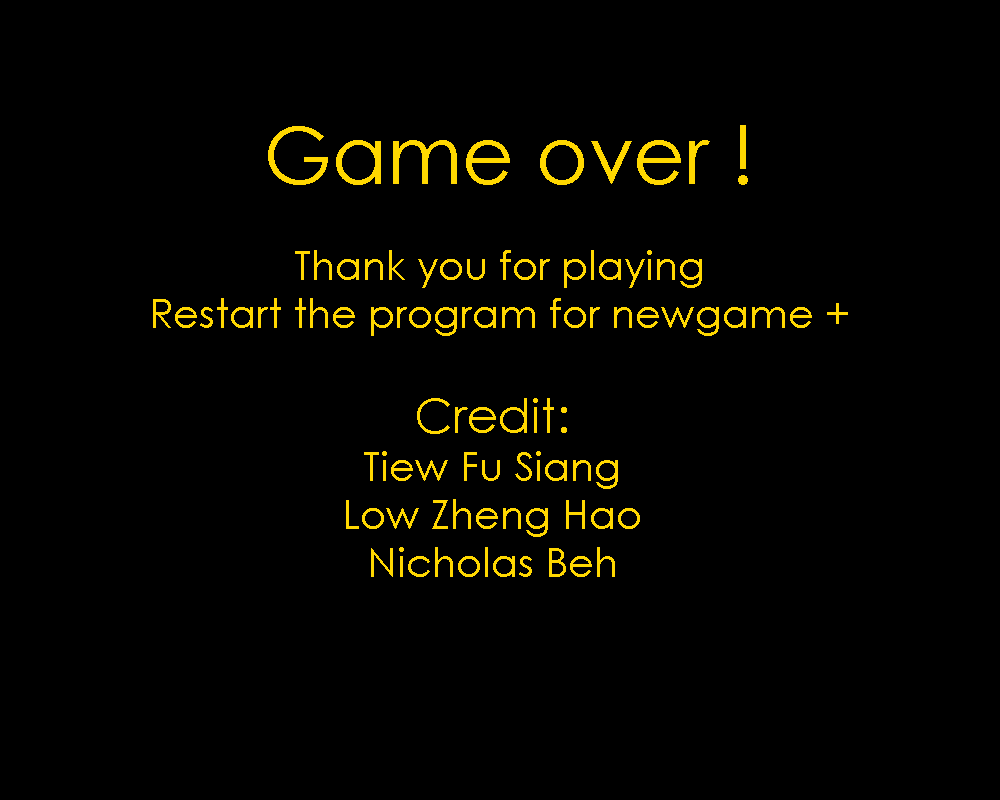 Game over !
Thank you for playing
Restart the program for newgame +
Credit:
Tiew Fu Siang
Low Zheng Hao
Nicholas Beh